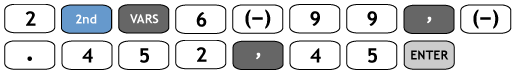 2 2nd VARS 6 (–) 9 9 , (–)
. 4 5 2 , 4 5 ENTER